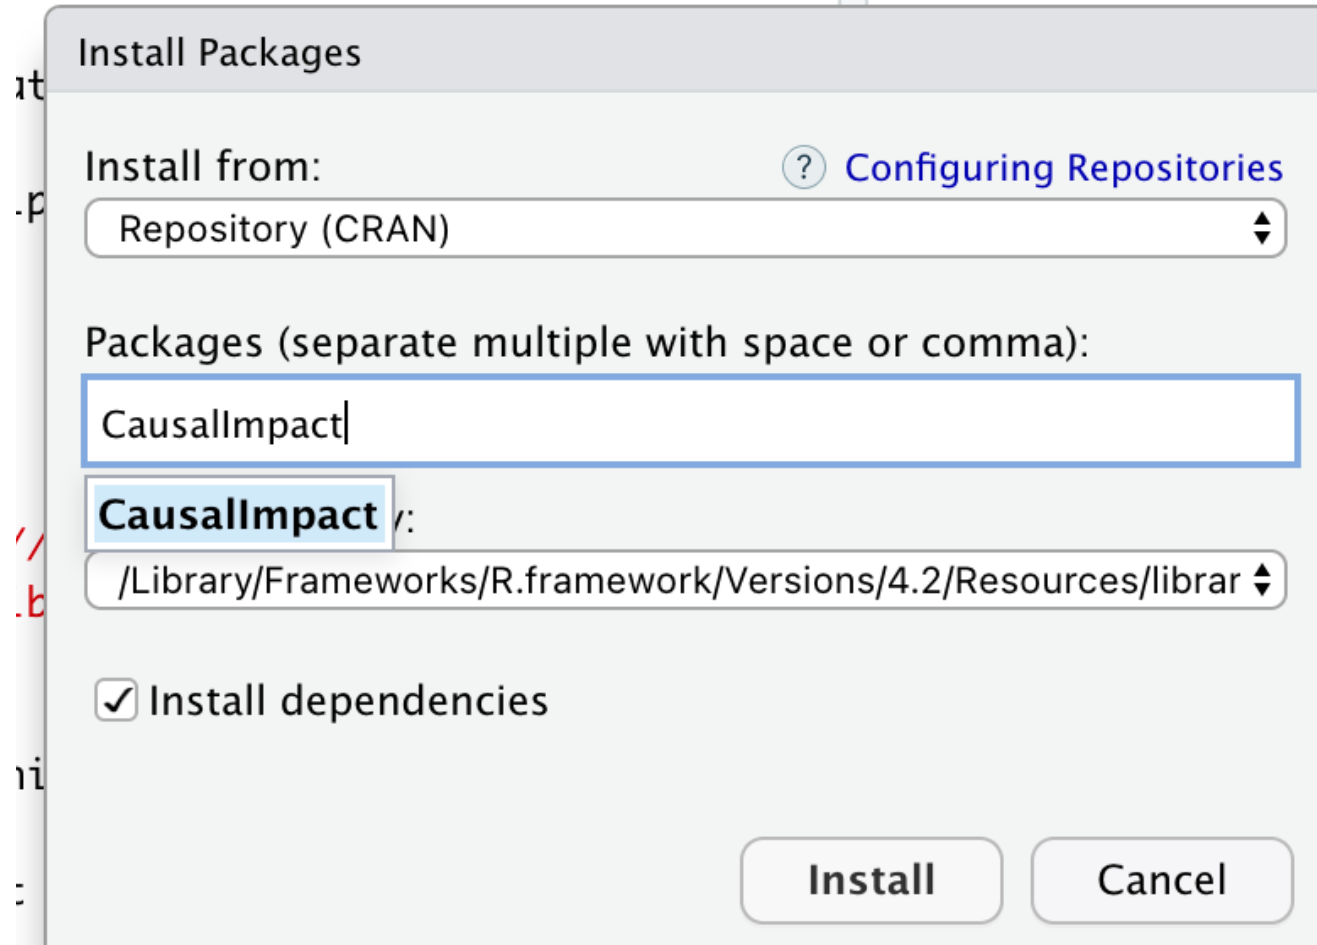 Install Packages
Install from:
? Configuring Repositories
Repository (CRAN)
Packages (separate multiple with space or comma):
CausalImpact
CausalImpact
/Library/Frameworks/R.framework/Versions/4.2/Resources/librar
Install dependencies
Install Cancel